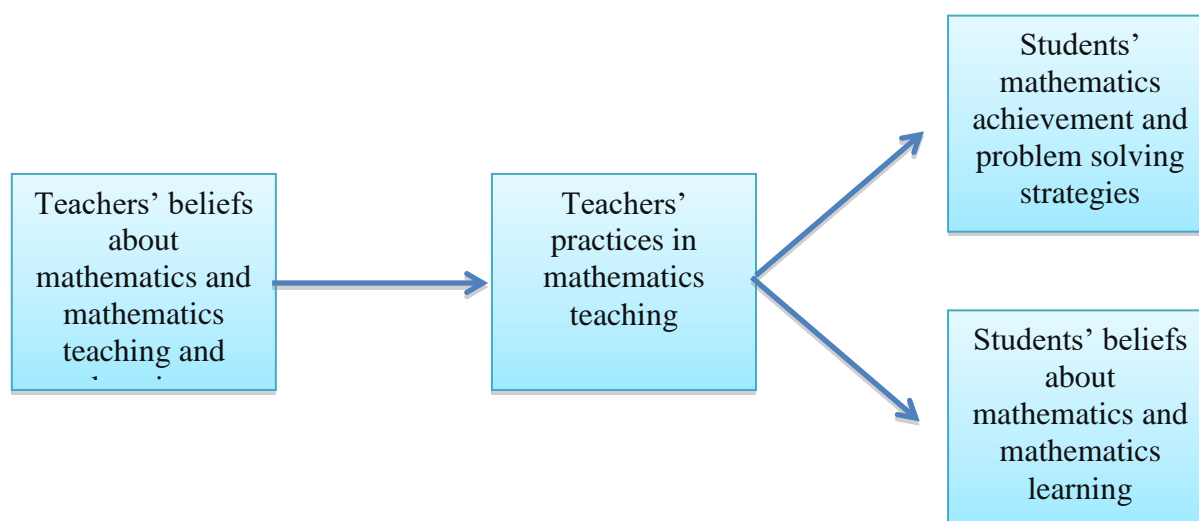 Teachers’ beliefs
about
mathematics and
mathematics
teaching and
Teachers’
practices in
mathematics
teaching
Students’
mathematics
achievement and
problem solving
strategies
Students’ beliefs
about
mathematics and
mathematics
learning